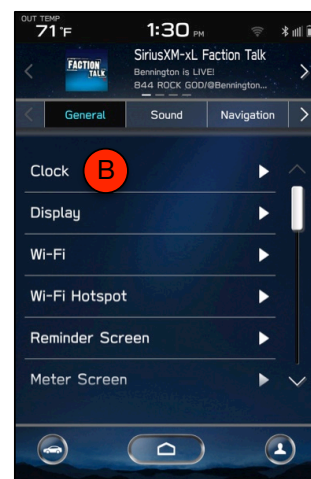 OUT TEMP
71°F
1:30 PM
FACTION
TALK
SiriusXM-xL Faction Talk
Bennington is LIVE!
844 ROCK GOD/@Bennington...
General
Sound
Navigation
Clock
B
Display
Wi-Fi
Wi-Fi Hotspot
Reminder Screen
Meter Screen